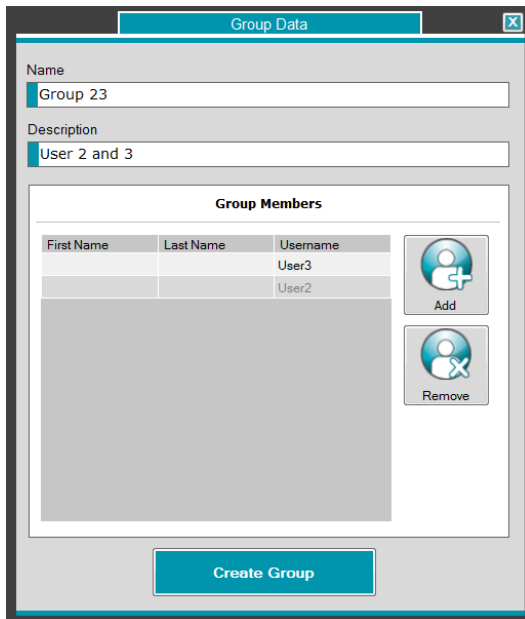 Group Data
X
Name
Group 23
Description
User 2 and 3
Group Members
First Name Last Name Username
User3
User2
Add
Remove
Create Group